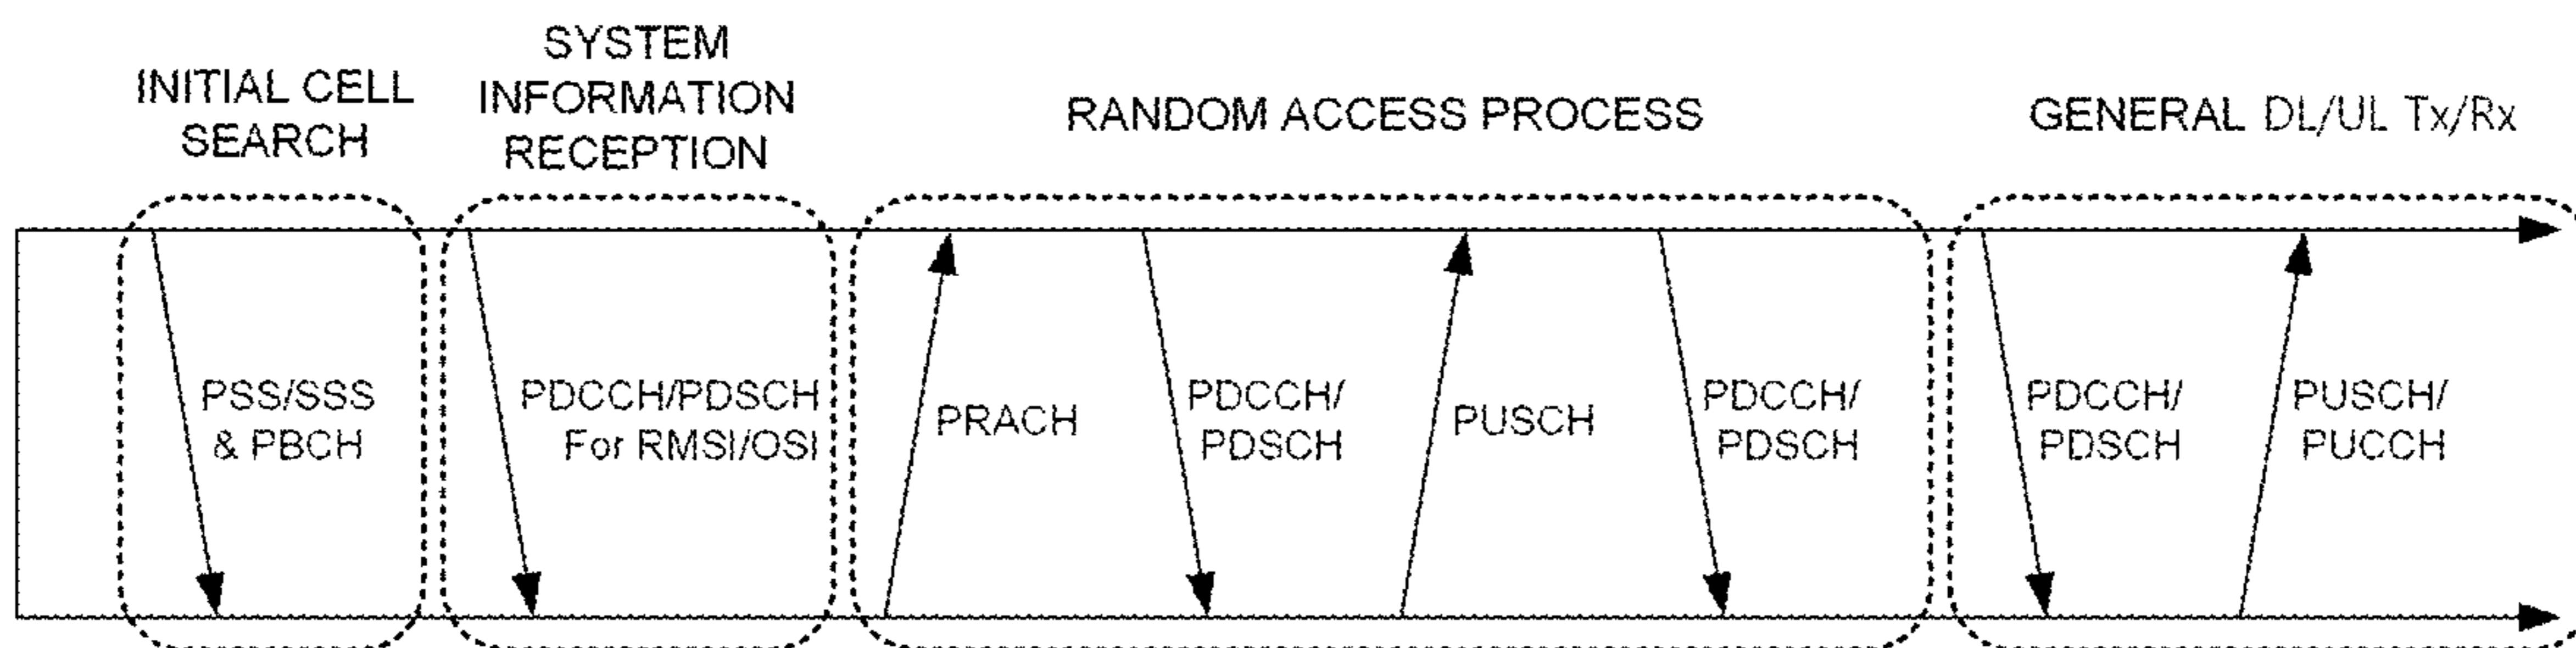 INITIAL CELL
SEARCH
SYSTEM
INFORMATION
RECEPTION
RANDOM ACCESS PROCESS
GENERAL DL/UL Tx/Rx
PSS/SSS
& PBCH
PDCCH/PDSCH
For RMSI/OSI
PRACH
PDCCH/
PDSCH
PUSCH
PDCCH/
PDSCH
PDCCH/
PDSCH
PUSCH/
PUCCH